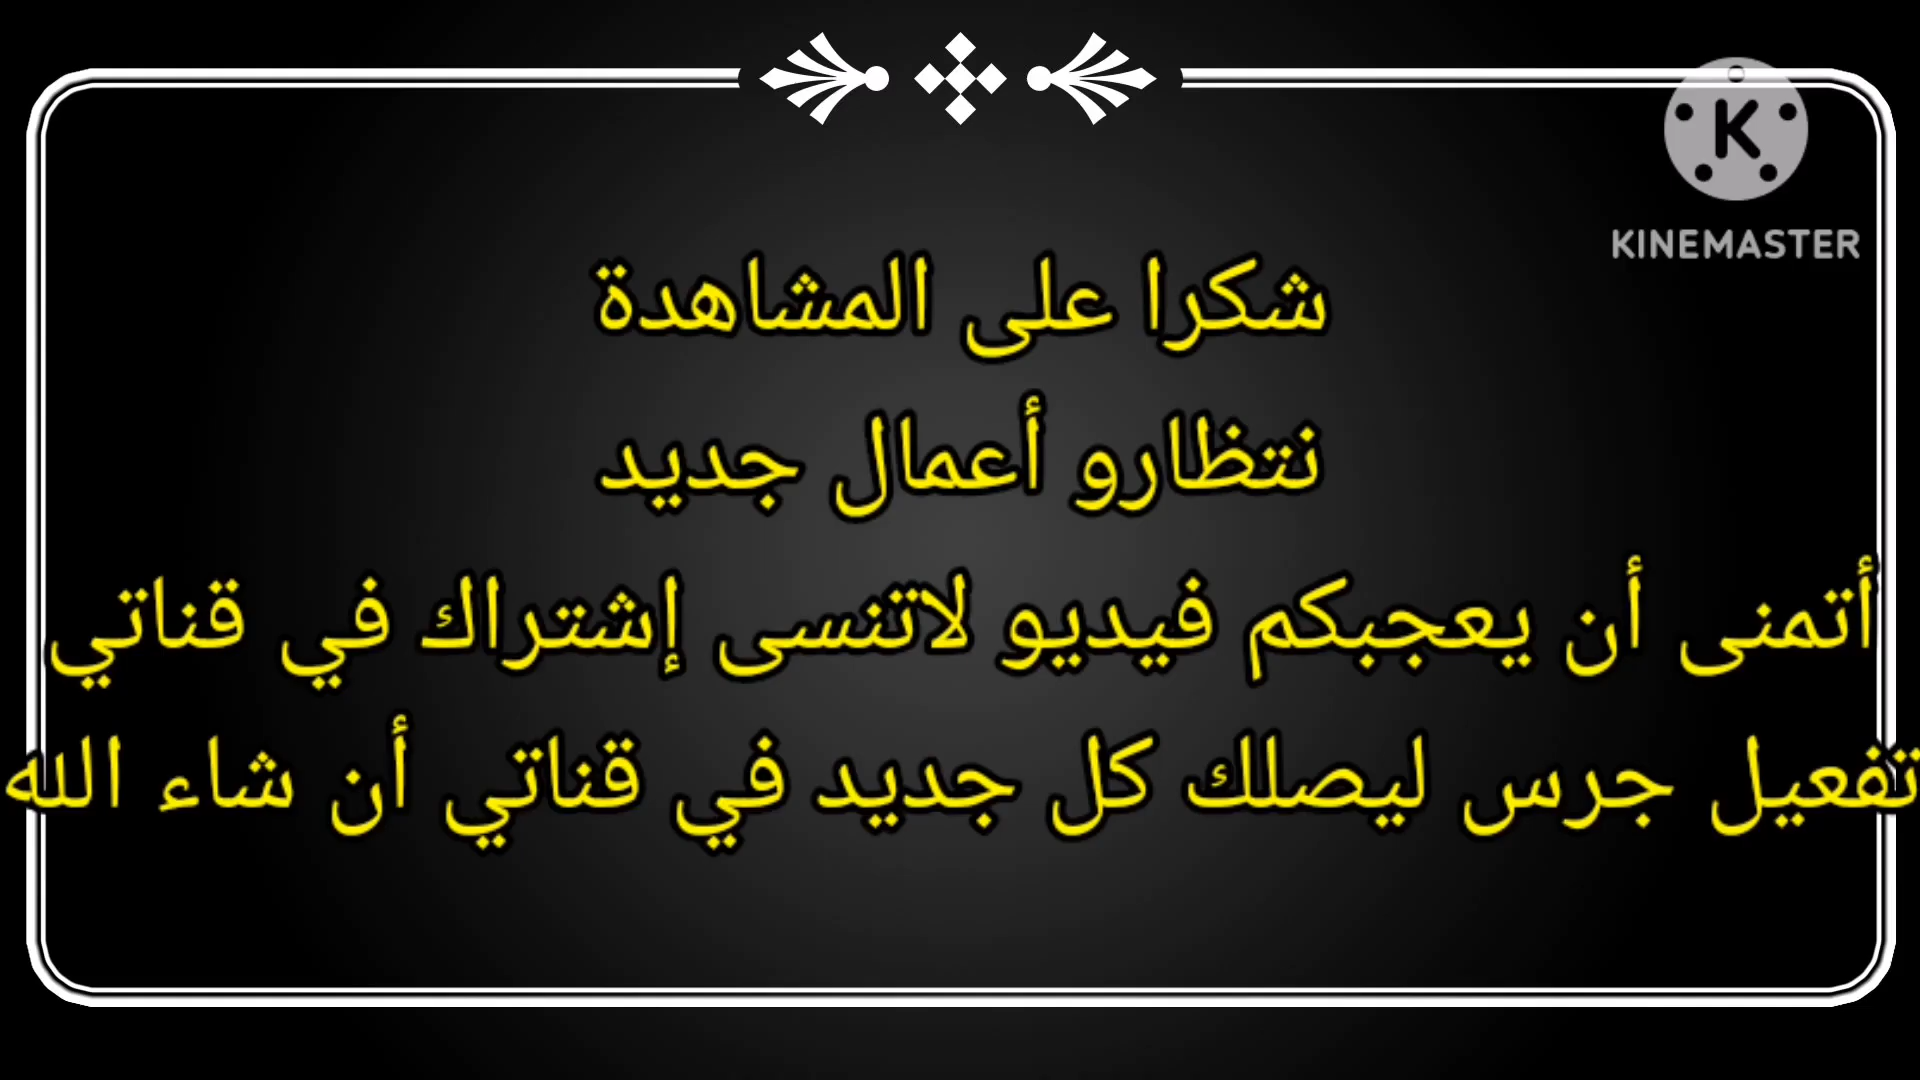 KINEMASTER
شكرا على المشاهدة
نتظارو أعمال جديد
أتمنى أن يعجبكم فيديو لاتنسى إشتراك في قناتي
تفعيل جرس ليصلك كل جديد في قناتي أن شاء الله